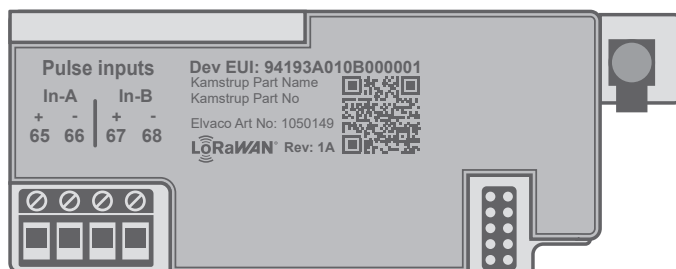 Pulse inputs
In-A In-B
+ - + -
65 66 67 68
Dev EUI: 94193A010B000001
Kamstrup Part Name
Kamstrup Part No
Elvaco Art No: 1050149
LoRaWAN® Rev: 1A